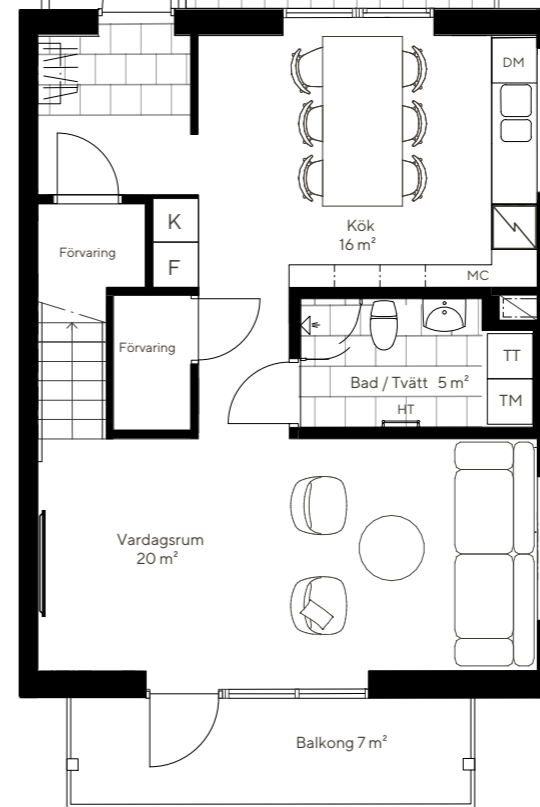 DM
K
Kök
16 m²
Förvaring
F
MC
Förvaring
TT
Bad / Tvätt 5 m²
TM
HT
Vardagsrum
20 m²
Balkong 7 m²